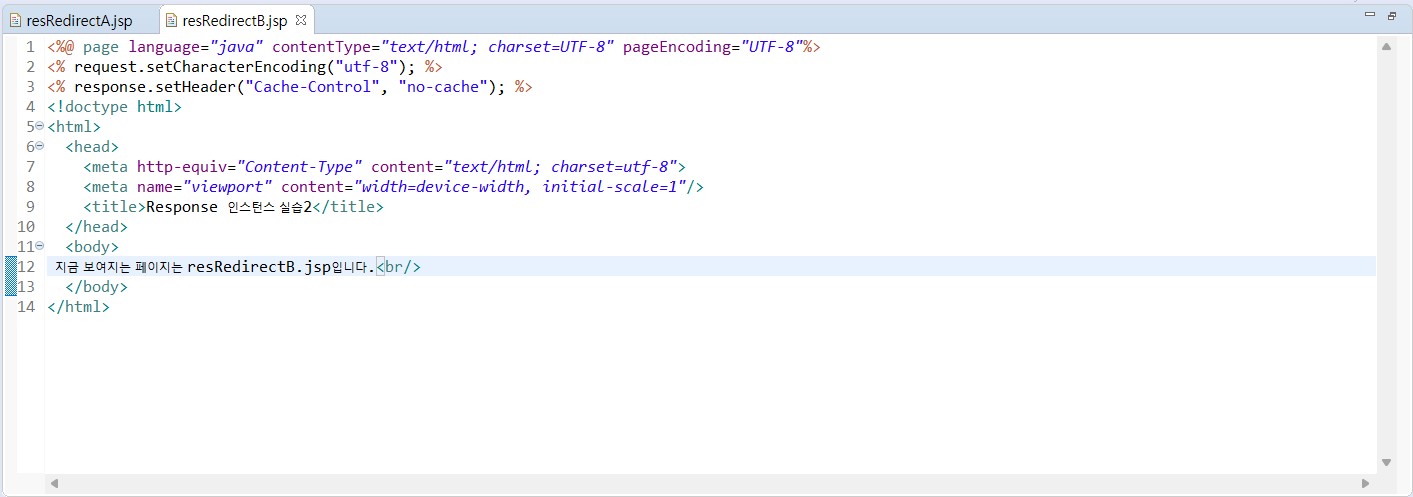 resRedirectA.jsp resRedirectB.jsp
1 <%@ page language="java" contentType="text/html; charset=UTF-8" pageEncoding="UTF-8"%>
2 <% request.setCharacterEncoding("utf-8"); %>
3 <% response.setHeader("Cache-Control", "no-cache"); %>
4 <!doctype html>
5 <html>
6 <head>
7 <meta http-equiv="Content-Type" content="text/html; charset=utf-8">
8 <meta name="viewport" content="width=device-width, initial-scale=1"/>
9 <title>Response 인스턴스 실습2</title>
10 </head>
11 <body>
12 지금 보여지는 페이지는 resRedirectB.jsp입니다.<br/>
13 </body>
14 </html>